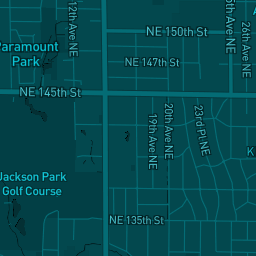 12th Ave NE
NE 150th St
26th Ave NE
Paramount
Park
NE 147th St
NE 145th St
19th Ave NE
20th Ave NE
23rd Pl NE
K
Jackson Park
Golf Course
NE 135th St